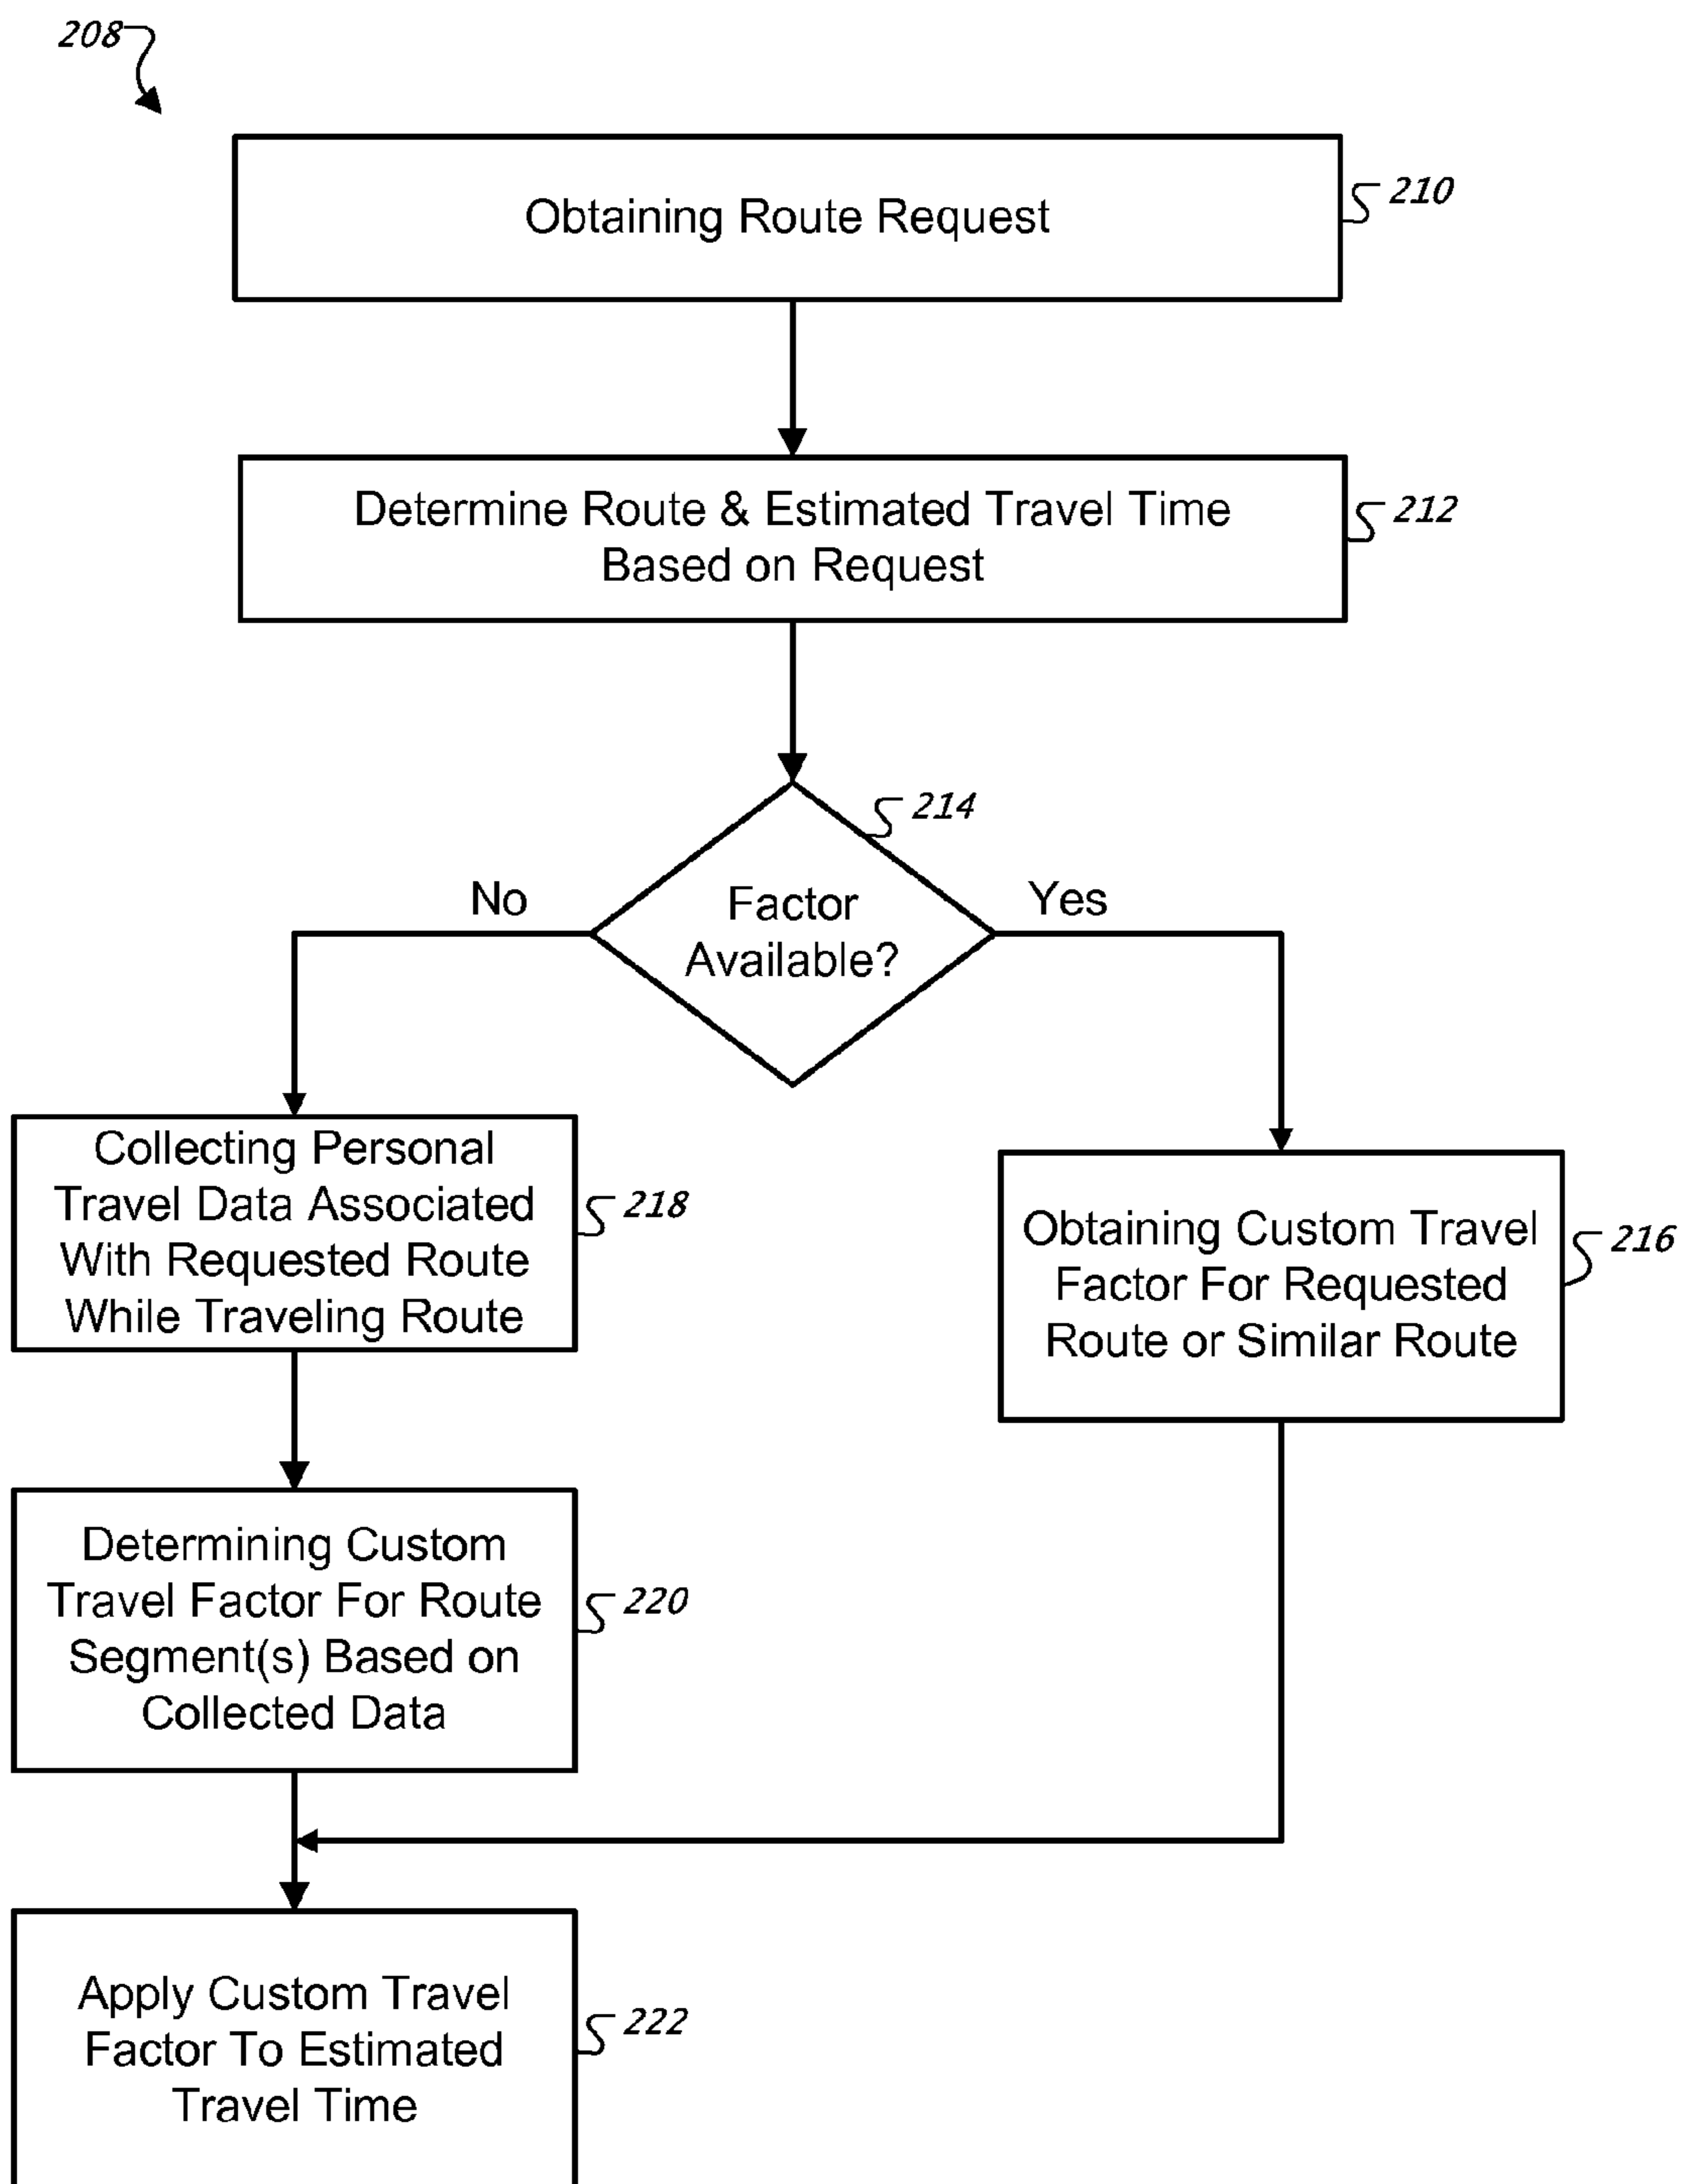 208
Obtaining Route Request
210
Determine Route & Estimated Travel Time
Based on Request
212
214
Factor
Available?
No
Yes
Collecting Personal
Travel Data Associated
With Requested Route
While Traveling Route
218
Obtaining Custom Travel
Factor For Requested
Route or Similar Route
216
Determining Custom
Travel Factor For Route
Segment(s) Based on
Collected Data
220
Apply Custom Travel
Factor To Estimated
Travel Time
222